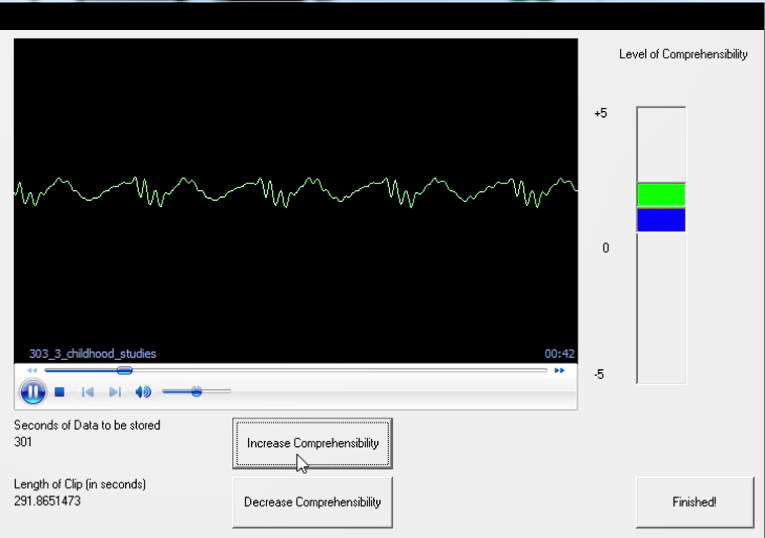 Level of Comprehensibility
+5
0
-5
303_3_childhood_studies 00:42
Seconds of Data to be stored
301
Increase Comprehensibility
Length of Clip (in seconds)
291.8651473
Decrease Comprehensibility
Finished!